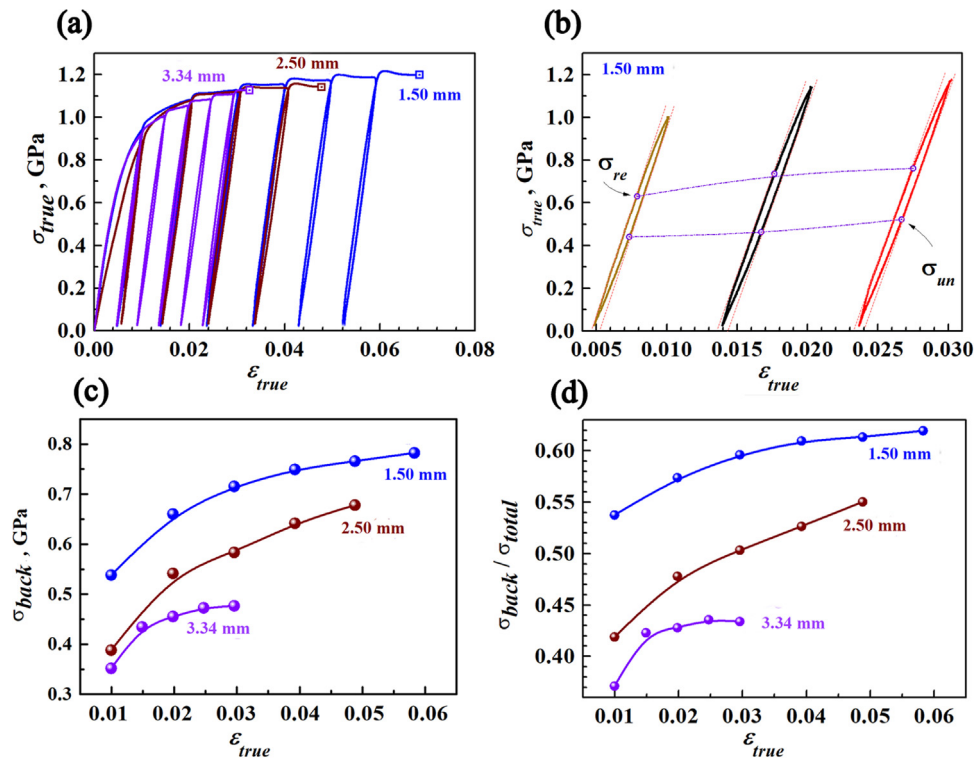 (a)
3.34 mm
2.50 mm
1.50 mm
σtrue, GPa
1.2
1.0
0.8
0.6
0.4
0.2
0.0
0.00 0.02 0.04 0.06 0.08
εtrue
(b)
1.50 mm
σre
σun
σtrue, GPa
1.2
1.0
0.8
0.6
0.4
0.2
0.0
0.005 0.010 0.015 0.020 0.025 0.030
εtrue
(c)
1.50 mm
2.50 mm
3.34 mm
σback , GPa
0.8
0.7
0.6
0.5
0.4
0.3
0.01 0.02 0.03 0.04 0.05 0.06
εtrue
(d)
1.50 mm
2.50 mm
3.34 mm
σback / σtotal
0.60
0.55
0.50
0.45
0.40
0.01 0.02 0.03 0.04 0.05 0.06
εtrue